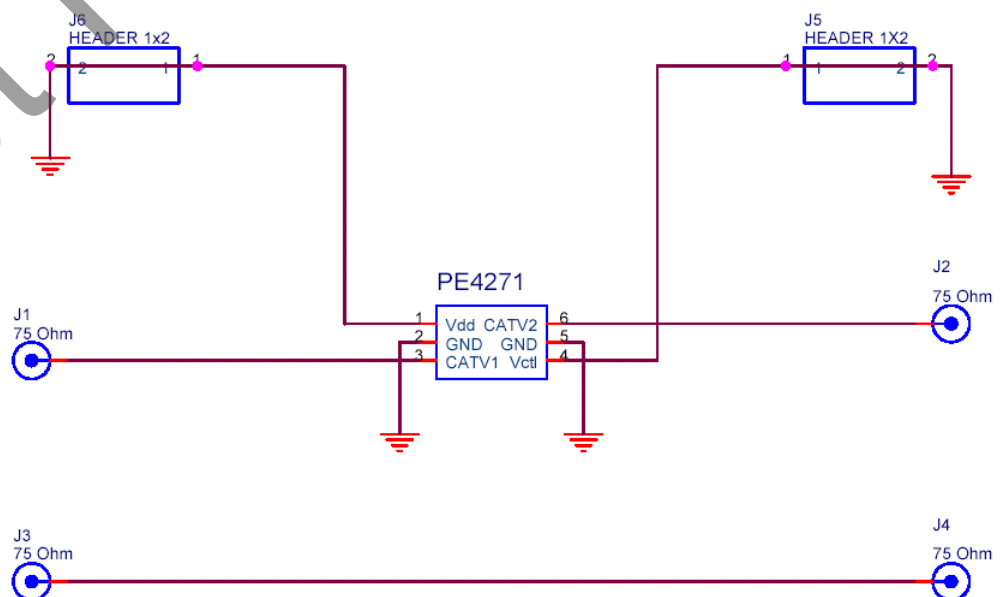 J6
HEADER 1x2
2 2 1 1
J5
HEADER 1X2
1 1 2 2
PE4271
1 Vdd CATV2 6
2 GND GND 5
3 CATV1 Vctl 4
J1
75 Ohm
J2
75 Ohm
J3
75 Ohm
J4
75 Ohm